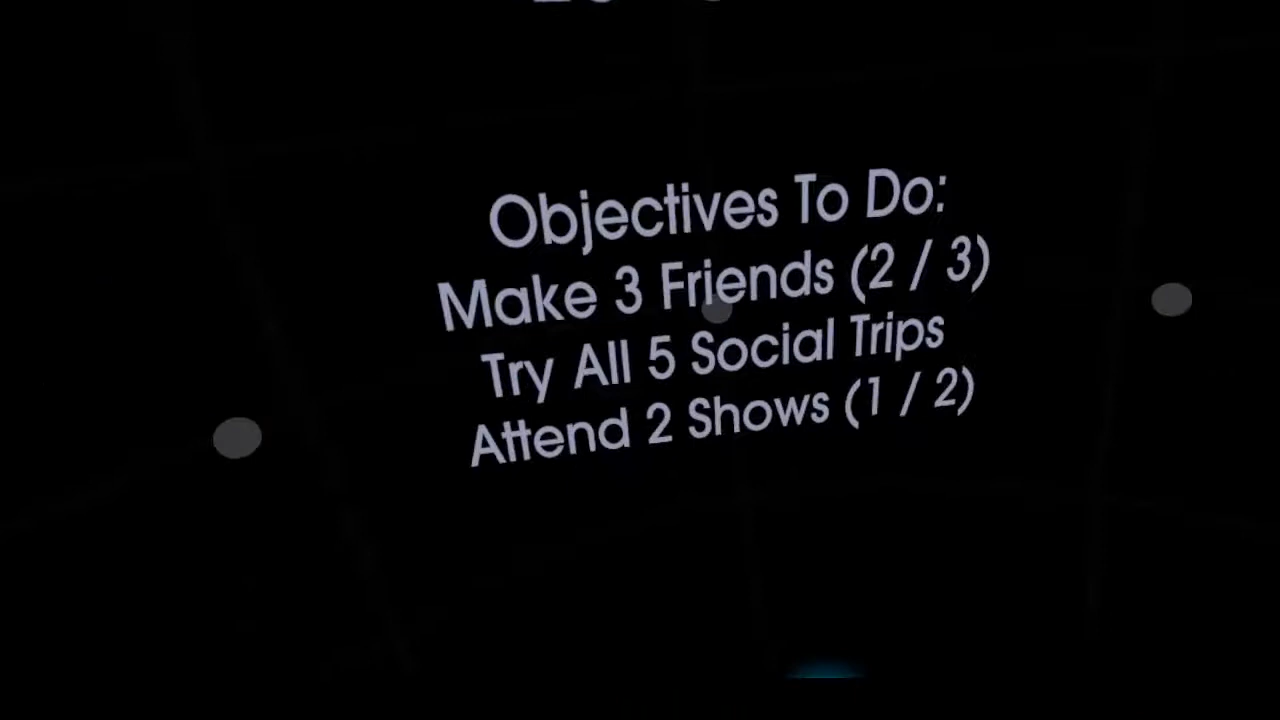 Objectives To Do:
Make 3 Friends (2 / 3)
Try All 5 Social Trips
Attend 2 Shows (1 / 2)